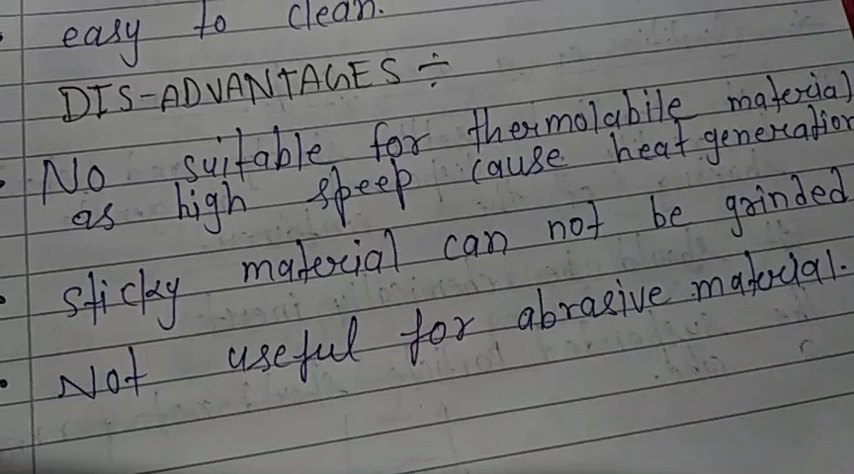 easy to clean.
DIS-ADVANTAGES ÷
No suitable for thermolabile material
as high speep cause heat generation
sticky material can not be grinded
Not useful for abrasive material.